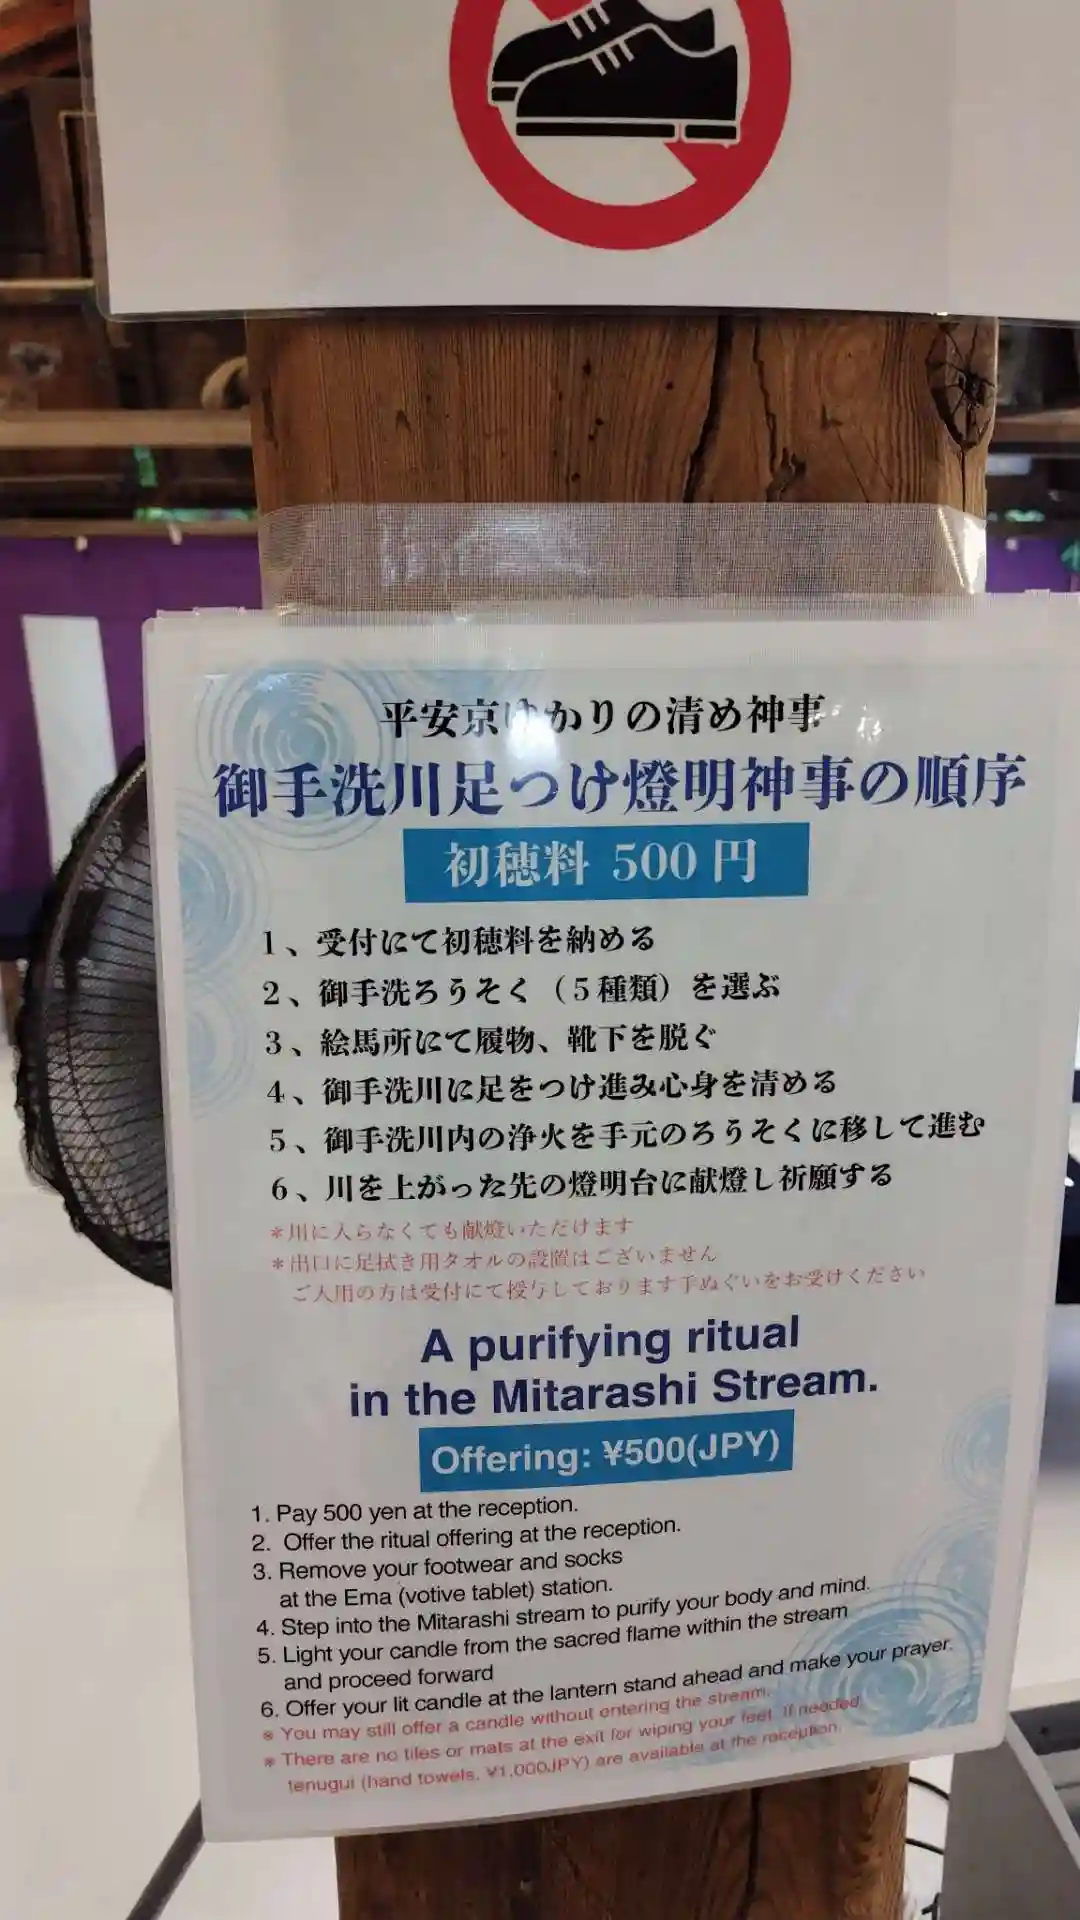 平安京ゆかりの清め神事
御手洗川足つけ燈明神事の順序
初穂料 500 円
1、受付にて初穂料を納める
2、御手洗ろうそく（5種類）を選ぶ
3、絵馬所にて履物、靴下を脱ぐ
4、御手洗川に足をつけ進み心身を清める
5、御手洗川内の浄火を手元のろうそくに移して進む
6、川を上がった先の燈明台に献燈し祈願する
＊川に入らなくても献燈いただけます
＊出口に足拭き用タオルの設置はございません
ご入用の方は受付にて授与しております手ぬぐいをお受けください
A purifying ritual
in the Mitarashi Stream.
Offering: ¥500(JPY)
1. Pay 500 yen at the reception.
2. Offer the ritual offering at the reception.
3. Remove your footwear and socks
at the Ema (votive tablet) station.
4. Step into the Mitarashi stream to purify your body and mind.
5. Light your candle from the sacred flame within the stream
and proceed forward
6. Offer your lit candle at the lantern stand ahead and make your prayer.
※ You may still offer a candle without entering the stream.
※ There are no tiles or mats at the exit for wiping your feet. If needed
tenugui (hand towels, ¥1,000JPY) are available at the reception.